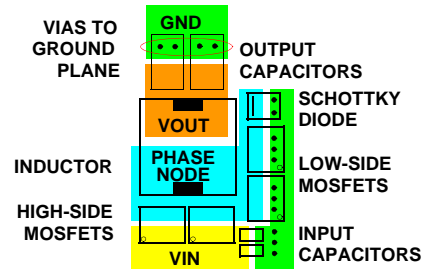 GND
VIAS TO
GROUND
PLANE
OUTPUT
CAPACITORS
SCHOTTKY
DIODE
VOUT
PHASE
NODE
INDUCTOR
LOW-SIDE
MOSFETS
HIGH-SIDE
MOSFETS
VIN
INPUT
CAPACITORS